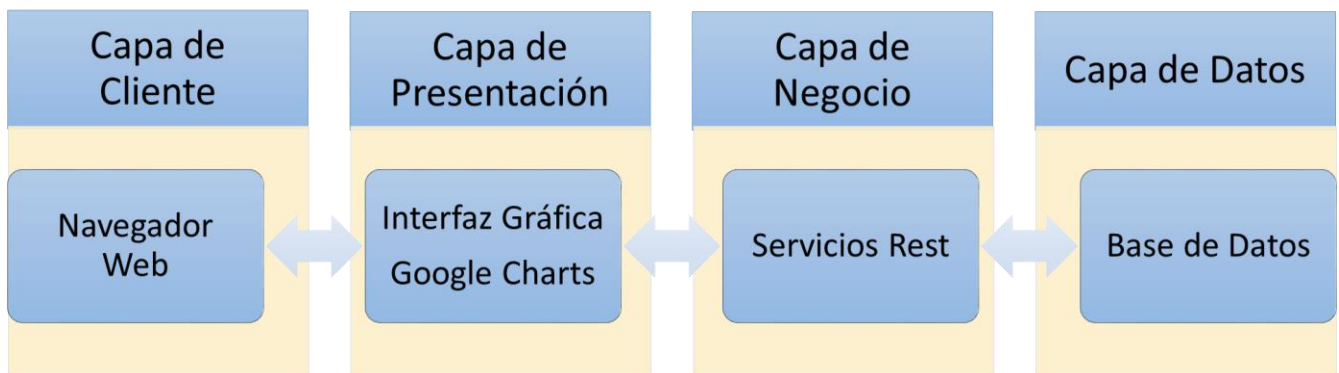 Capa de
Cliente
Capa de
Presentación
Capa de
Negocio
Capa de Datos
Navegador
Web
Interfaz Gráfica
Google Charts
Servicios Rest
Base de Datos